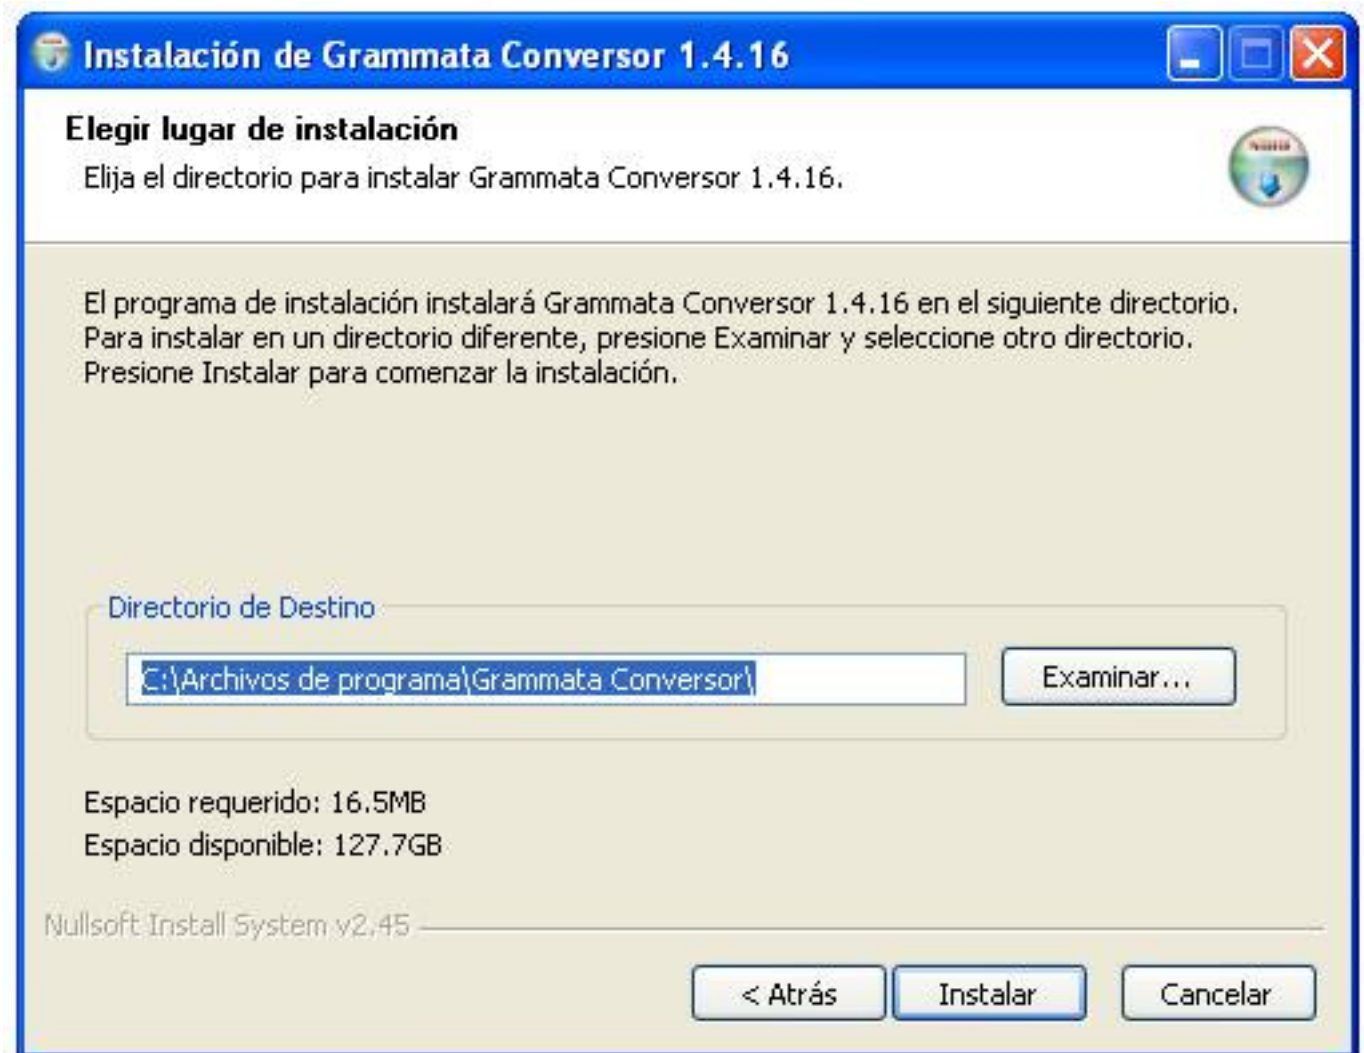 Instalación de Grammata Conversor 1.4.16
Elegir lugar de instalación
Elija el directorio para instalar Grammata Conversor 1.4.16.
El programa de instalación instalará Grammata Conversor 1.4.16 en el siguiente directorio.
Para instalar en un directorio diferente, presione Examinar y seleccione otro directorio.
Presione Instalar para comenzar la instalación.
Directorio de Destino
C:\Archivos de programa\Grammata Conversor\
Examinar...
Espacio requerido: 16.5MB
Espacio disponible: 127.7GB
Nullsoft Install System v2.45
< Atrás
Instalar
Cancelar